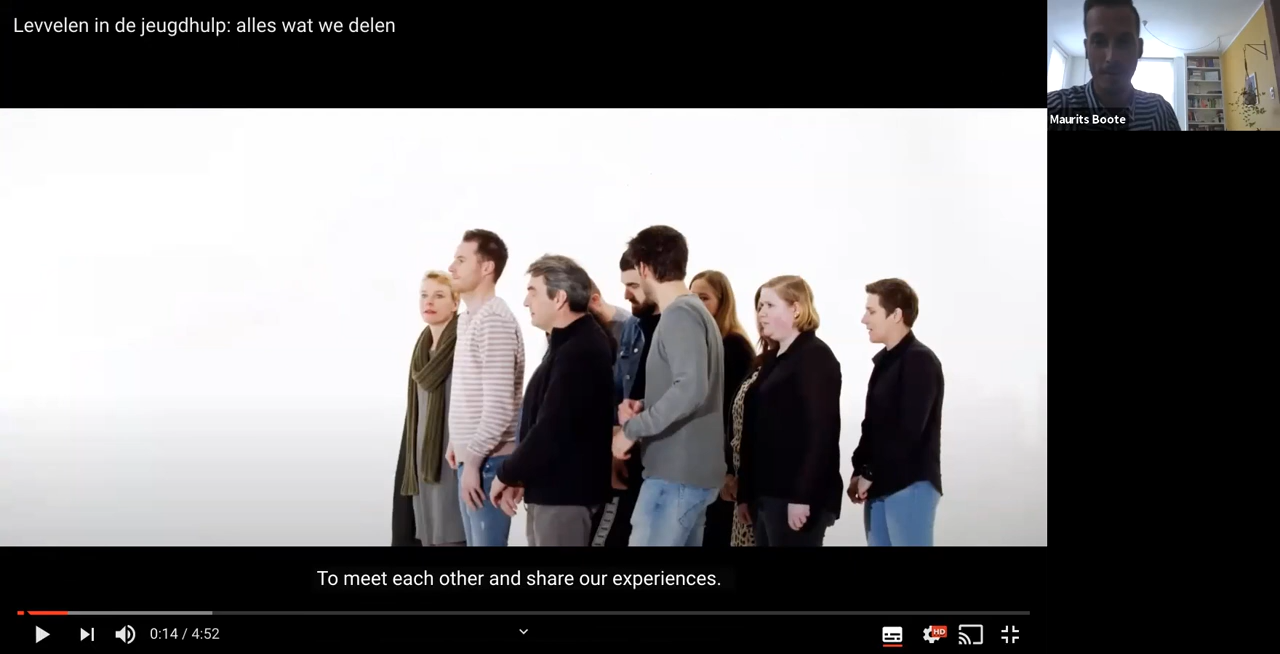 Levvelen in de jeugdhulp: alles wat we delen
Maurits Boote
To meet each other and share our experiences.
0:14 / 4:52
HD